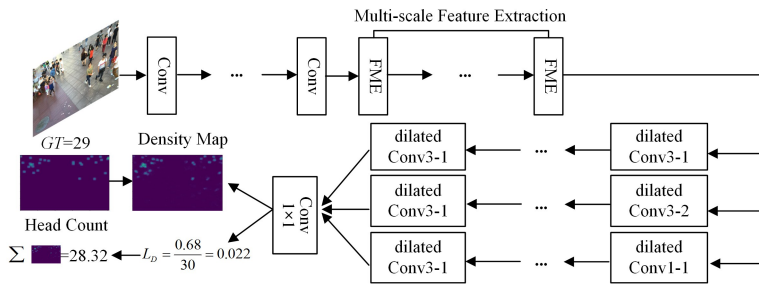 Multi-scale Feature Extraction
Conv
...
Conv
FME
...
FME
GT=29
Density Map
dilated
Conv3-1
...
dilated
Conv3-1
dilated
Conv3-1
...
dilated
Conv3-2
Conv
1×1
Head Count
∑ =28.32
L_D = 0.68/30 = 0.022
dilated
Conv3-1
...
dilated
Conv1-1